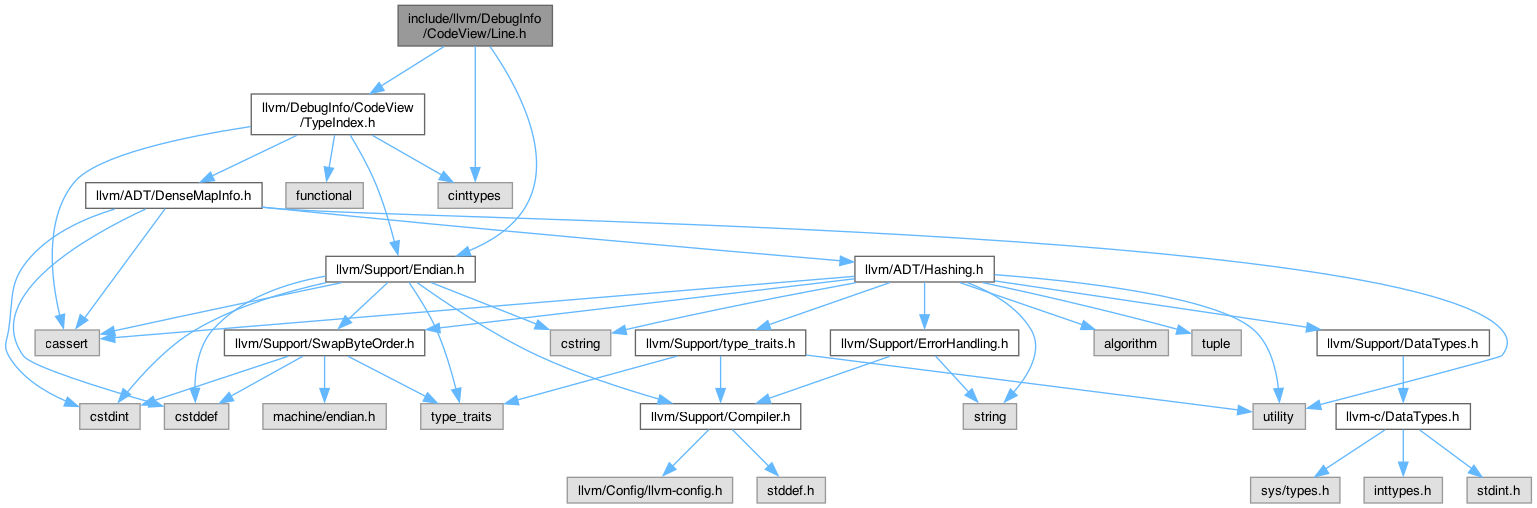 include/llvm/DebugInfo
/CodeView/Line.h
llvm/DebugInfo/CodeView
/TypeIndex.h
llvm/ADT/DenseMapInfo.h
functional
cinttypes
llvm/Support/Endian.h
llvm/ADT/Hashing.h
cassert
llvm/Support/SwapByteOrder.h
cstring
llvm/Support/type_traits.h
llvm/Support/ErrorHandling.h
algorithm
tuple
llvm/Support/DataTypes.h
cstdint
cstddef
machine/endian.h
type_traits
llvm/Support/Compiler.h
string
utility
llvm-c/DataTypes.h
llvm/Config/llvm-config.h
stddef.h
sys/types.h
inttypes.h
stdint.h